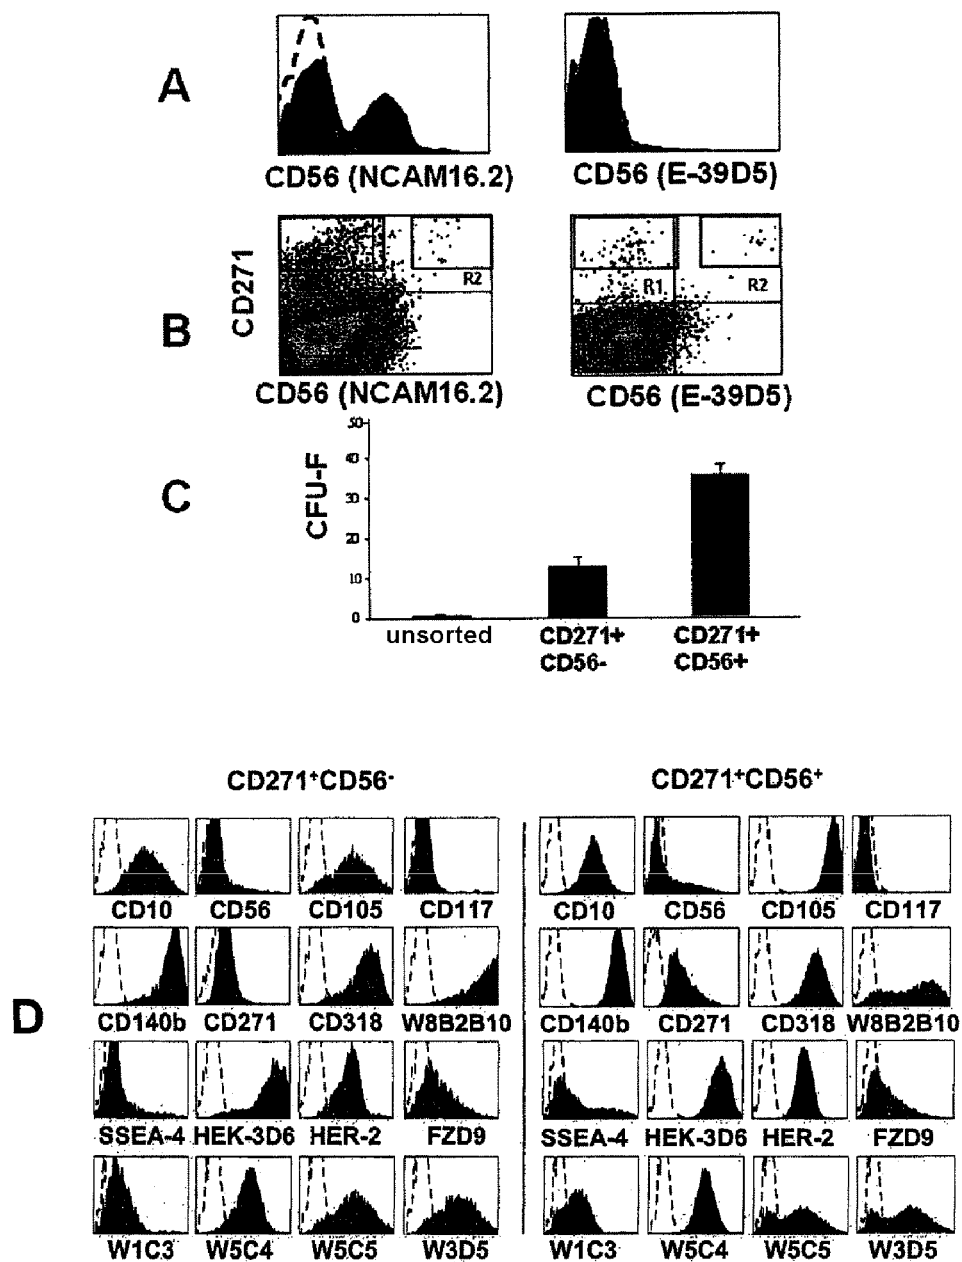 A
CD56 (NCAM16.2)
CD56 (E-39D5)
B
CD271
R2
R1
R2
CD56 (NCAM16.2)
CD56 (E-39D5)
C
CFU-F
50
40
30
20
10
0
unsorted
CD271+
CD56-
CD271+
CD56+
D
CD271+CD56-
CD271+CD56+
CD10 CD56 CD105 CD117
CD10 CD56 CD105 CD117
CD140b CD271 CD318 W8B2B10
CD140b CD271 CD318 W8B2B10
SSEA-4 HEK-3D6 HER-2 FZD9
SSEA-4 HEK-3D6 HER-2 FZD9
W1C3 W5C4 W5C5 W3D5
W1C3 W5C4 W5C5 W3D5